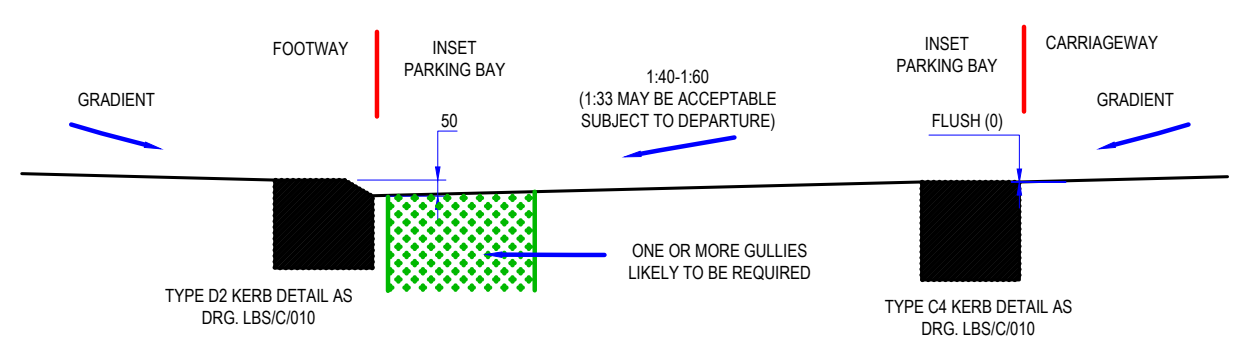 FOOTWAY
INSET
PARKING BAY
INSET
PARKING BAY
CARRIAGEWAY
GRADIENT
50
1:40-1:60
(1:33 MAY BE ACCEPTABLE
SUBJECT TO DEPARTURE)
FLUSH (0)
GRADIENT
ONE OR MORE GULLIES
LIKELY TO BE REQUIRED
TYPE D2 KERB DETAIL AS
DRG. LBS/C/010
TYPE C4 KERB DETAIL AS
DRG. LBS/C/010